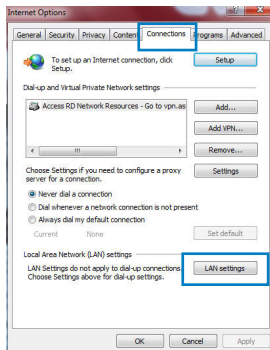 Internet Options
General Security Privacy Content Connections Programs Advanced
To set up an Internet connection, click Setup.
Setup
Dial-up and Virtual Private Network settings
Access RD Network Resources - Go to vpn.as
Add...
Add VPN...
Remove...
Choose Settings if you need to configure a proxy
server for a connection.
Settings
Never dial a connection
Dial whenever a network connection is not present
Always dial my default connection
Current None
Set default
Local Area Network (LAN) settings
LAN Settings do not apply to dial-up connections.
Choose Settings above for dial-up settings.
LAN settings
OK Cancel Apply